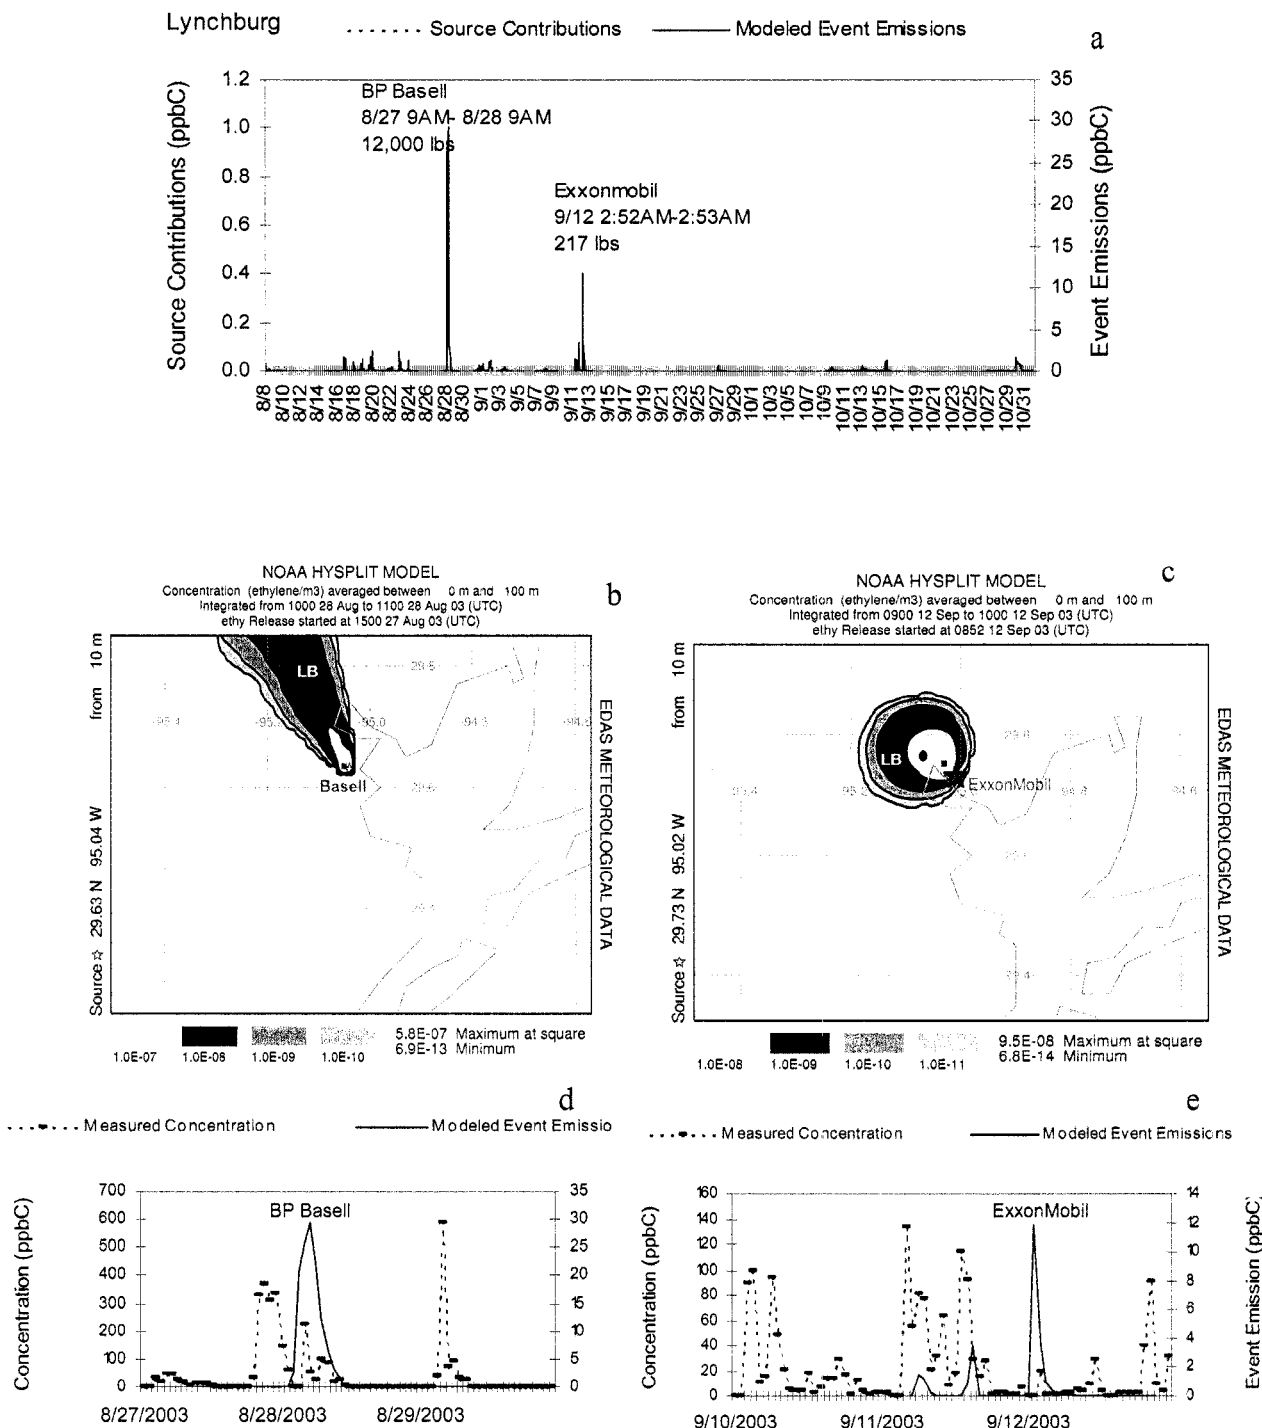 Lynchburg
Source Contributions
Modeled Event Emissions
a
Source Contributions (ppbC)
1.2
1.0
0.8
0.6
0.4
0.2
0.0
BP Basell
8/27 9AM- 8/28 9AM
12,000 lbs
Exxonmobil
9/12 2:52AM-2:53AM
217 lbs
35
30
25
20
15
10
5
0
Event Emissions (ppbC)
8/8 8/10 8/12 8/14 8/16 8/18 8/20 8/22 8/24 8/26 8/28 8/30 9/1 9/3 9/5 9/7 9/9 9/11 9/13 9/15 9/17 9/19 9/21 9/23 9/25 9/27 9/29 10/1 10/3 10/5 10/7 10/9 10/11 10/13 10/15 10/17 10/19 10/21 10/23 10/25 10/27 10/29 10/31
b
NOAA HYSPLIT MODEL
Concentration (ethylene/m3) averaged between 0 m and 100 m
Integrated from 1000 28 Aug to 1100 28 Aug 03 (UTC)
ethy Release started at 1500 27 Aug 03 (UTC)
Source ☆ 29.63 N 95.04 W from 10 m
LB
Basell
-95.4
-95.0
EDAS METEOROLOGICAL DATA
1.0E-07 1.0E-08 1.0E-09 1.0E-10
5.8E-07 Maximum at square
6.9E-13 Minimum
c
NOAA HYSPLIT MODEL
Concentration (ethylene/m3) averaged between 0 m and 100 m
Integrated from 0900 12 Sep to 1000 12 Sep 03 (UTC)
ethy Release started at 0852 12 Sep 03 (UTC)
Source ☆ 29.73 N 95.02 W from 10 m
LB
ExxonMobil
EDAS METEOROLOGICAL DATA
1.0E-08 1.0E-09 1.0E-10 1.0E-11
9.5E-08 Maximum at square
6.8E-14 Minimum
d
Measured Concentration
Modeled Event Emissio
Concentration (ppbC)
700
600
500
400
300
200
100
0
BP Basell
35
30
25
20
15
10
5
0
8/27/2003 8/28/2003 8/29/2003
e
Measured Concentration
Modeled Event Emissions
Concentration (ppbC)
160
140
120
100
80
60
40
20
0
ExxonMobil
14
12
10
8
6
4
2
0
Event Emission (ppbC)
9/10/2003 9/11/2003 9/12/2003